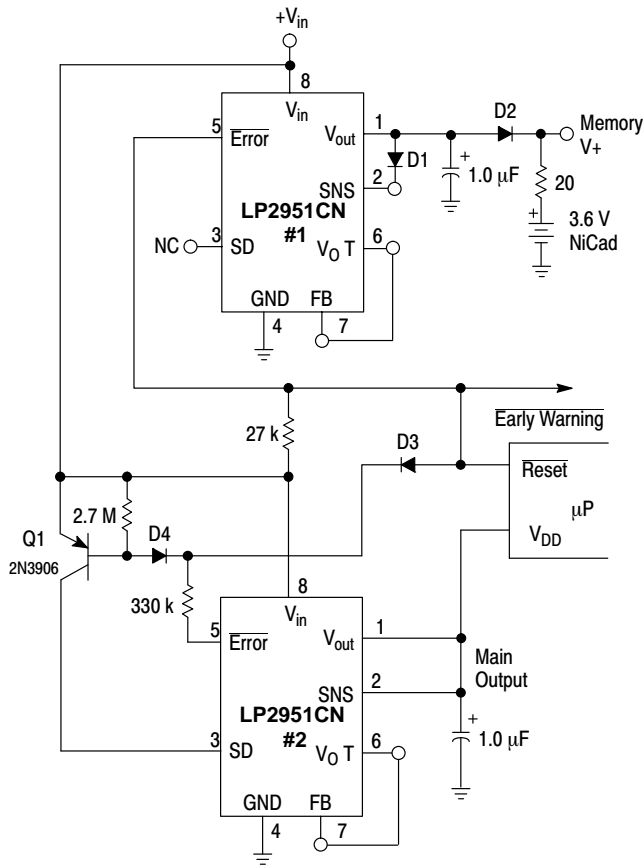 +Vin
8
Vin
5
Error
Vout
1
D2
Memory
V+
D1
2
SNS
1.0 µF
20
LP2951CN
#1
3.6 V
NiCad
NC
3
SD
VO T
6
GND
FB
4
7
27 k
Early Warning
D3
Reset
µP
VDD
2.7 M
D4
Q1
2N3906
330 k
8
Vin
5
Error
Vout
1
Main
Output
SNS
2
LP2951CN
#2
1.0 µF
3
SD
VO T
6
GND
FB
4
7